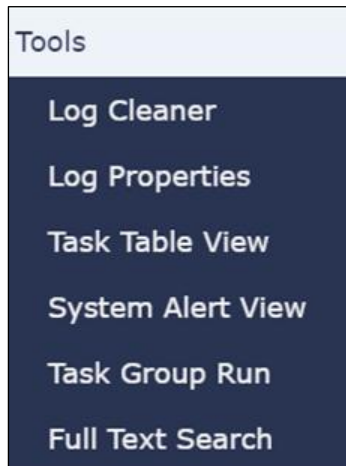 Tools
Log Cleaner
Log Properties
Task Table View
System Alert View
Task Group Run
Full Text Search